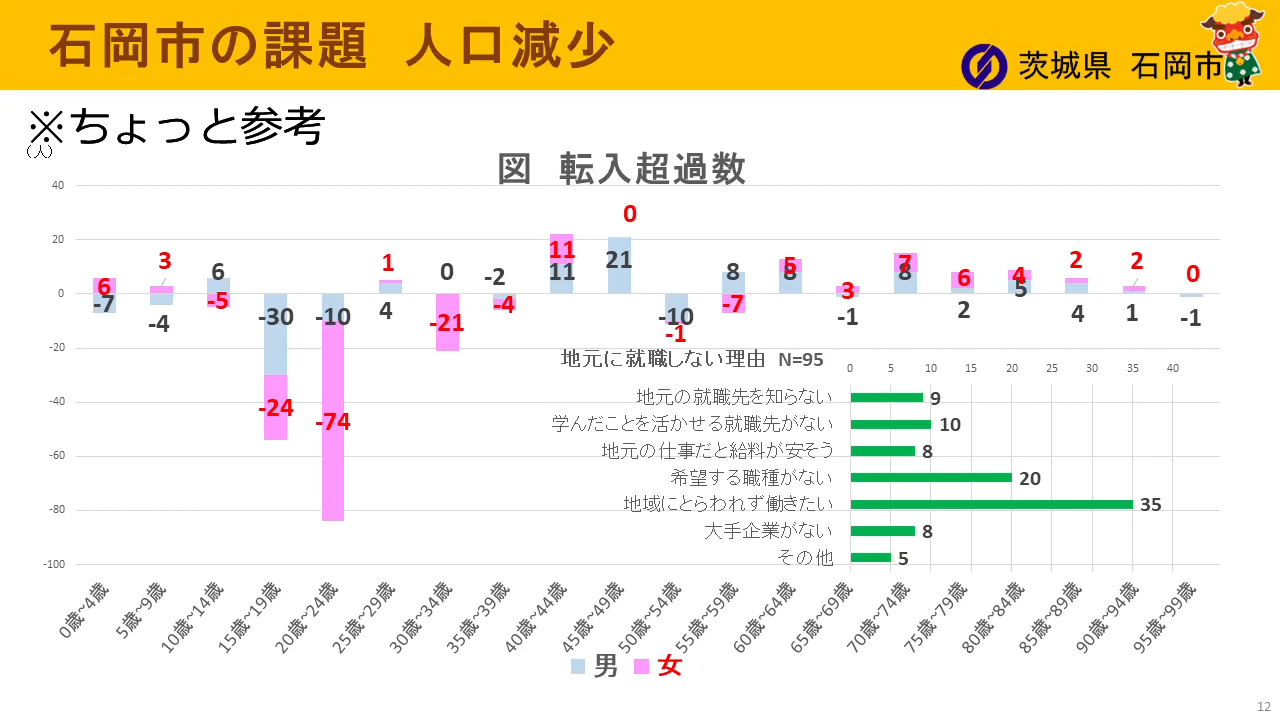 石岡市の課題　人口減少
茨城県　石岡市
※ちょっと参考
(人)
図　転入超過数
40
20
0
-20
-40
-60
-80
-100
6
-7
3
-4
6
-5
-30
-24
-10
-74
1
4
0
-21
-2
-4
11
11
0
21
-10
-1
8
-7
5
8
3
-1
7
8
6
2
4
5
2
4
2
1
0
-1
地元に就職しない理由　N=95
0 5 10 15 20 25 30 35 40
地元の就職先を知らない 9
学んだことを活かせる就職先がない 10
地元の仕事だと給料が安そう 8
希望する職種がない 20
地域にとらわれず働きたい 35
大手企業がない 8
その他 5
0歳~4歳
5歳~9歳
10歳~14歳
15歳~19歳
20歳~24歳
25歳~29歳
30歳~34歳
35歳~39歳
40歳~44歳
45歳~49歳
50歳~54歳
55歳~59歳
60歳~64歳
65歳~69歳
70歳~74歳
75歳~79歳
80歳~84歳
85歳~89歳
90歳~94歳
95歳~99歳
男 女
12